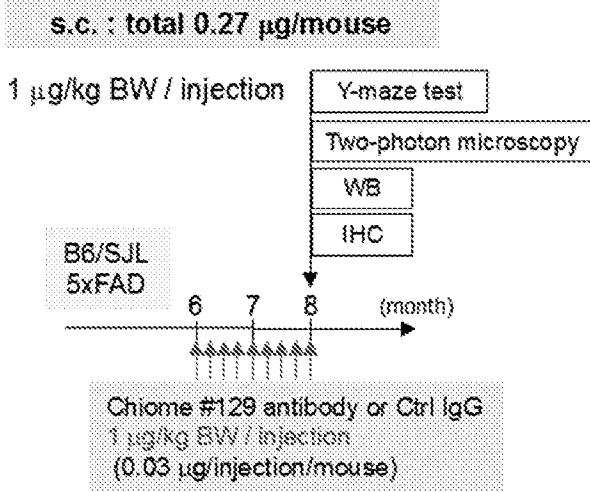 s.c. : total 0.27 μg/mouse
1 μg/kg BW / injection
Y-maze test
Two-photon microscopy
WB
IHC
B6/SJL
5xFAD
6 7 8 (month)
Chiome #129 antibody or Ctrl IgG
1 μg/kg BW / injection
(0.03 μg/injection/mouse)